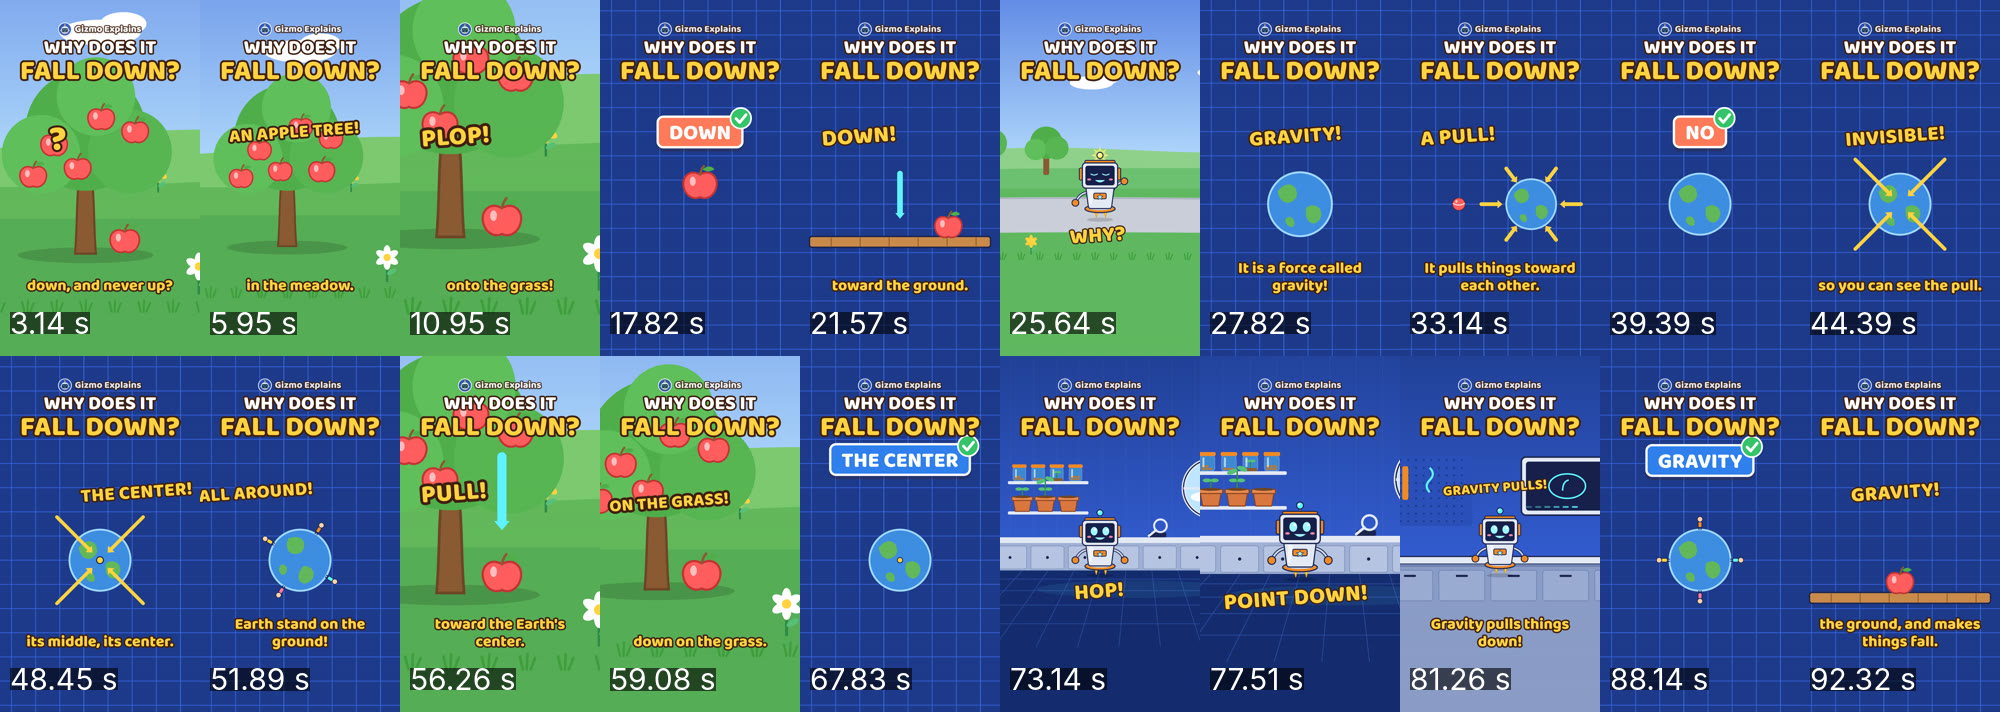 Gizmo Explains
WHY DOES IT
FALL DOWN?
?
down, and never up?
3.14 s
Gizmo Explains
WHY DOES IT
FALL DOWN?
AN APPLE TREE!
in the meadow.
5.95 s
Gizmo Explains
WHY DOES IT
FALL DOWN?
PLOP!
onto the grass!
10.95 s
Gizmo Explains
WHY DOES IT
FALL DOWN?
DOWN
17.82 s
Gizmo Explains
WHY DOES IT
FALL DOWN?
DOWN!
toward the ground.
21.57 s
Gizmo Explains
WHY DOES IT
FALL DOWN?
WHY?
25.64 s
Gizmo Explains
WHY DOES IT
FALL DOWN?
GRAVITY!
It is a force called
gravity!
27.82 s
Gizmo Explains
WHY DOES IT
FALL DOWN?
A PULL!
It pulls things toward
each other.
33.14 s
Gizmo Explains
WHY DOES IT
FALL DOWN?
NO
39.39 s
Gizmo Explains
WHY DOES IT
FALL DOWN?
INVISIBLE!
so you can see the pull.
44.39 s
Gizmo Explains
WHY DOES IT
FALL DOWN?
THE CENTER!
its middle, its center.
48.45 s
Gizmo Explains
WHY DOES IT
FALL DOWN?
ALL AROUND!
Earth stand on the
ground!
51.89 s
Gizmo Explains
WHY DOES IT
FALL DOWN?
PULL!
toward the Earth's
center.
56.26 s
Gizmo Explains
WHY DOES IT
FALL DOWN?
ON THE GRASS!
down on the grass.
59.08 s
Gizmo Explains
WHY DOES IT
FALL DOWN?
THE CENTER
67.83 s
Gizmo Explains
WHY DOES IT
FALL DOWN?
HOP!
73.14 s
Gizmo Explains
WHY DOES IT
FALL DOWN?
POINT DOWN!
77.51 s
Gizmo Explains
WHY DOES IT
FALL DOWN?
GRAVITY PULLS!
Gravity pulls things
down!
81.26 s
Gizmo Explains
WHY DOES IT
FALL DOWN?
GRAVITY
88.14 s
Gizmo Explains
WHY DOES IT
FALL DOWN?
GRAVITY!
the ground, and makes
things fall.
92.32 s